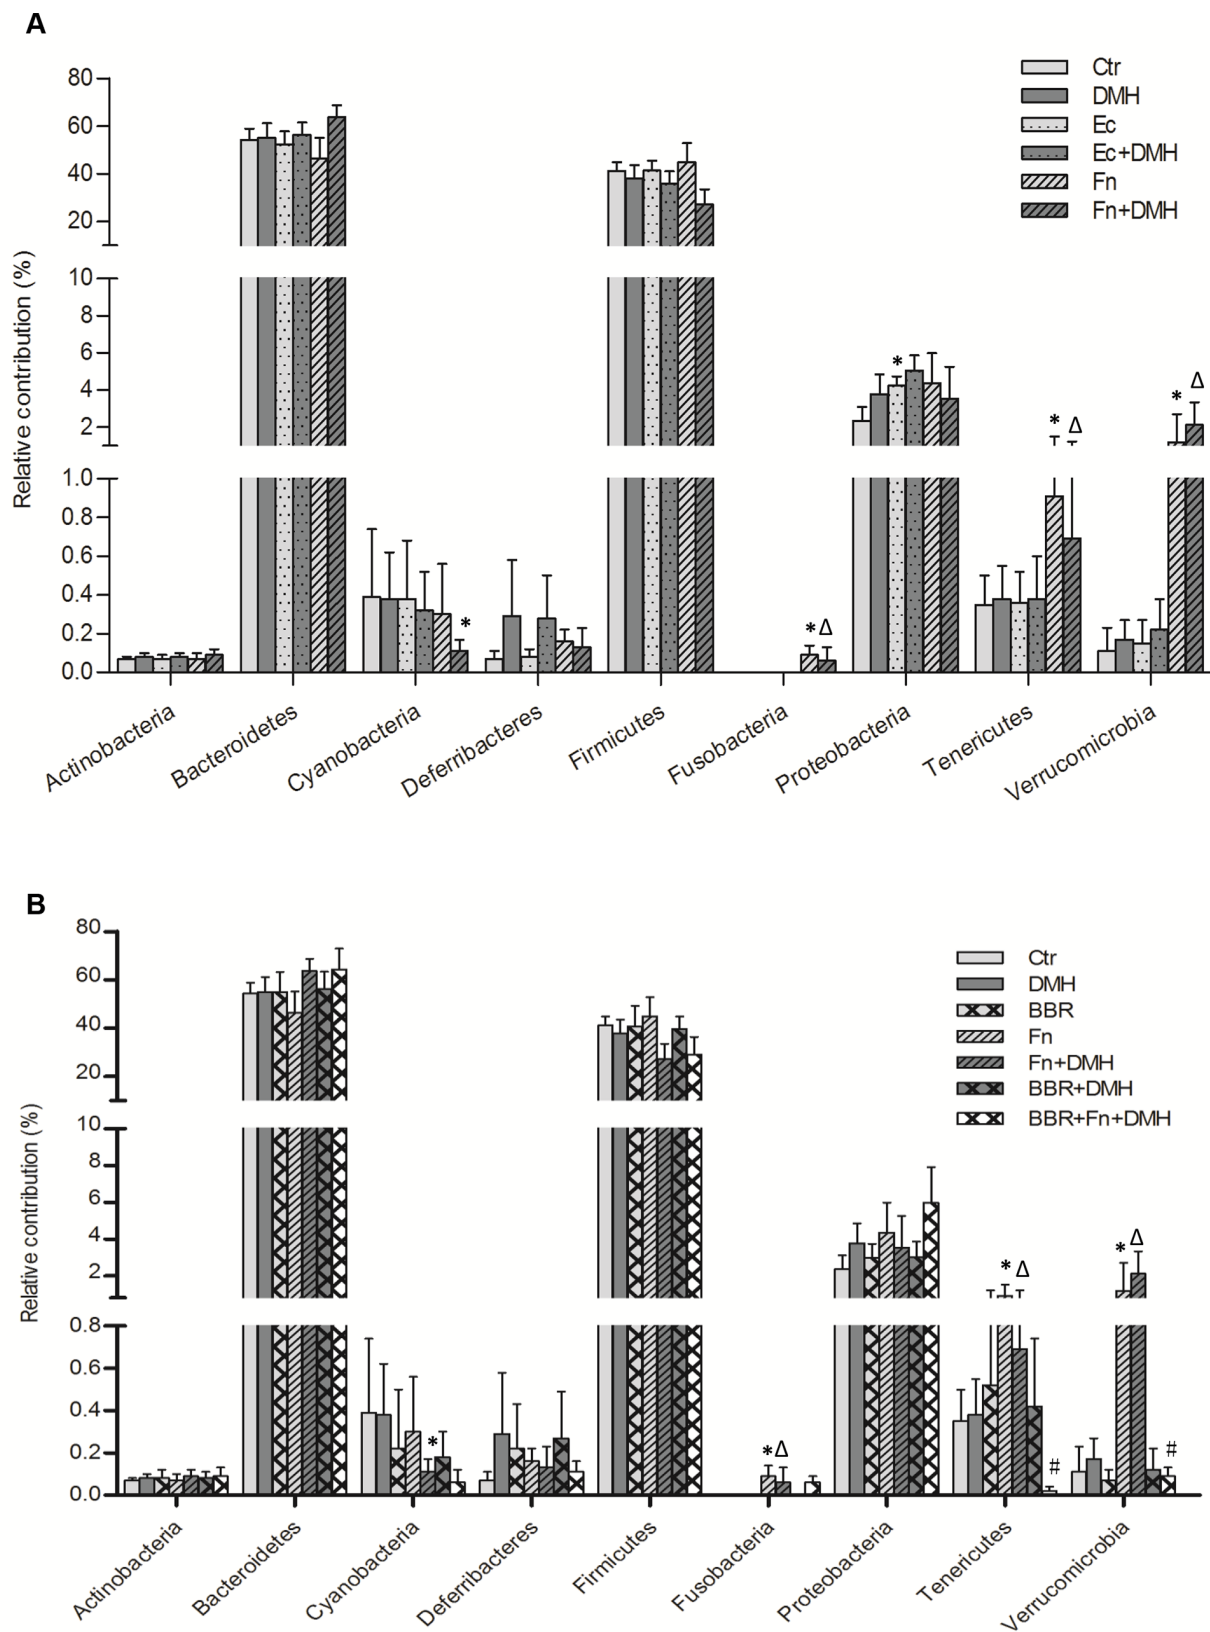 A
Ctr
DMH
Ec
Ec+DMH
Fn
Fn+DMH
Relative contribution (%)
80
60
40
20
10
8
6
4
2
1.0
0.8
0.6
0.4
0.2
0.0
*
* Δ
*
* Δ
* Δ
Actinobacteria
Bacteroidetes
Cyanobacteria
Deferribacteres
Firmicutes
Fusobacteria
Proteobacteria
Tenericutes
Verrucomicrobia
B
Ctr
DMH
BBR
Fn
Fn+DMH
BBR+DMH
BBR+Fn+DMH
Relative contribution (%)
80
60
40
20
10
8
6
4
2
0.8
0.6
0.4
0.2
0.0
*
* Δ
* Δ
#
* Δ
#
Actinobacteria
Bacteroidetes
Cyanobacteria
Deferribacteres
Firmicutes
Fusobacteria
Proteobacteria
Tenericutes
Verrucomicrobia